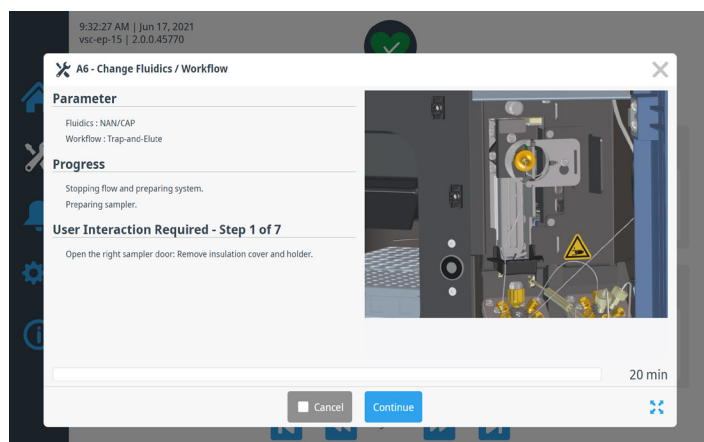 9:32:27 AM | Jun 17, 2021
vsc-ep-15 | 2.0.0.45770
A6 - Change Fluidics / Workflow
Parameter
Fluidics : NAN/CAP
Workflow : Trap-and-Elute
Progress
Stopping flow and preparing system.
Preparing sampler.
User Interaction Required - Step 1 of 7
Open the right sampler door: Remove insulation cover and holder.
20 min
Cancel
Continue